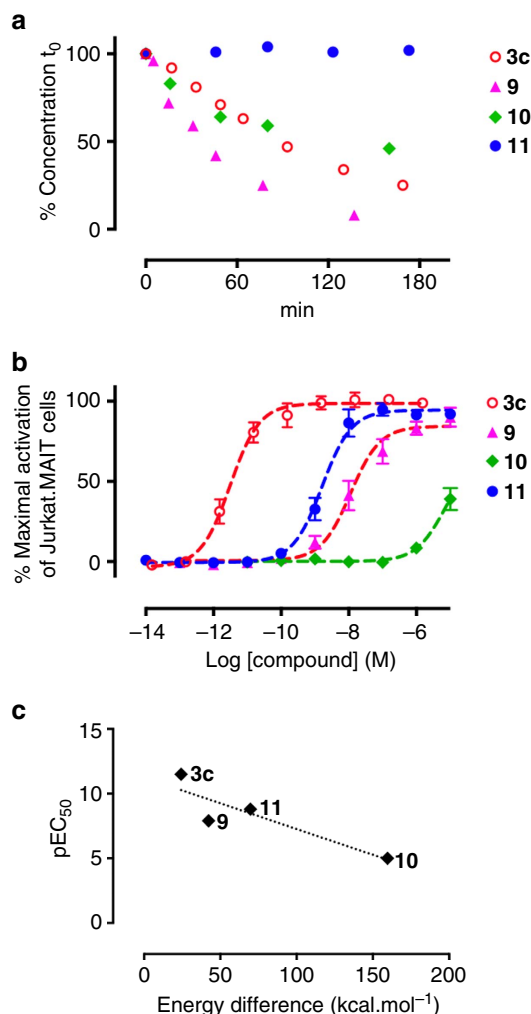 a
% Concentration t0
100
50
0
0
60
120
180
min
3c
9
10
11
b
% Maximal activation
of Jurkat.MAIT cells
100
50
0
−14
−12
−10
−8
−6
Log [compound] (M)
3c
9
10
11
c
pEC50
15
10
5
0
3c
9
11
10
0
50
100
150
200
Energy difference (kcal.mol−1)